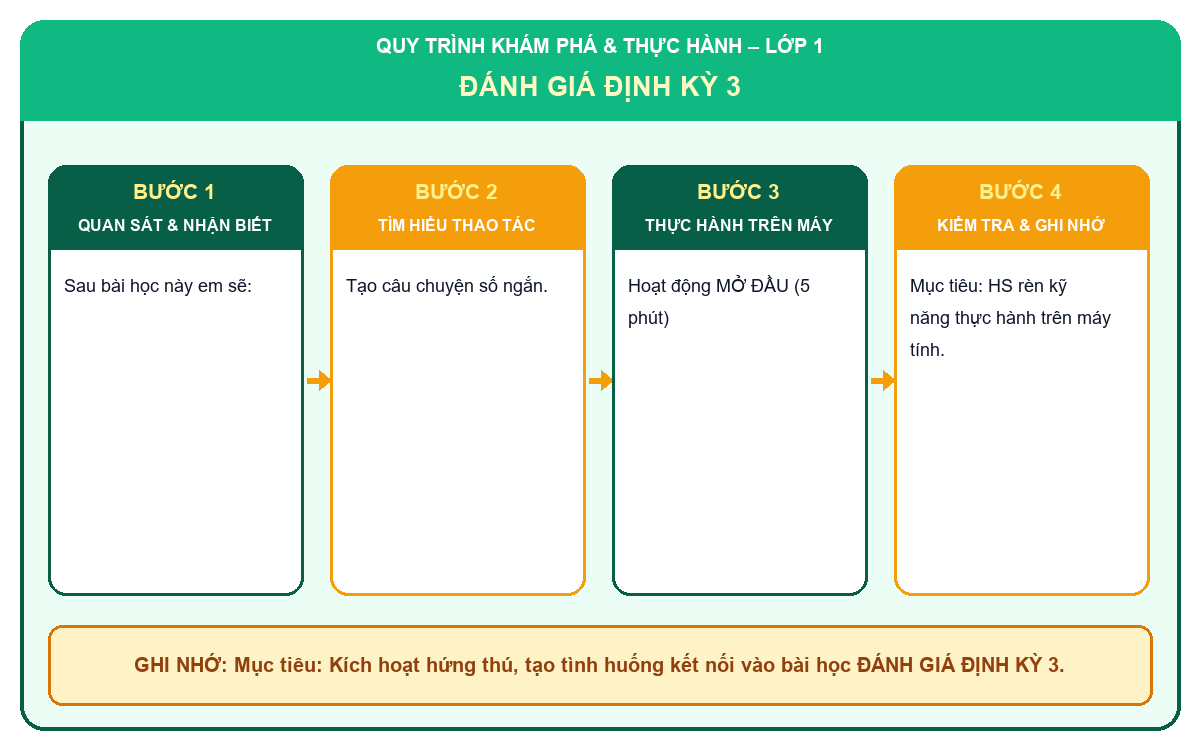 QUY TRÌNH KHÁM PHÁ & THỰC HÀNH – LỚP 1
ĐÁNH GIÁ ĐỊNH KỲ 3
BƯỚC 1
QUAN SÁT & NHẬN BIẾT
Sau bài học này em sẽ:
BƯỚC 2
TÌM HIỂU THAO TÁC
Tạo câu chuyện số ngắn.
BƯỚC 3
THỰC HÀNH TRÊN MÁY
Hoạt động MỞ ĐẦU (5
phút)
BƯỚC 4
KIỂM TRA & GHI NHỚ
Mục tiêu: HS rèn kỹ
năng thực hành trên máy
tính.
GHI NHỚ: Mục tiêu: Kích hoạt hứng thú, tạo tình huống kết nối vào bài học ĐÁNH GIÁ ĐỊNH KỲ 3.